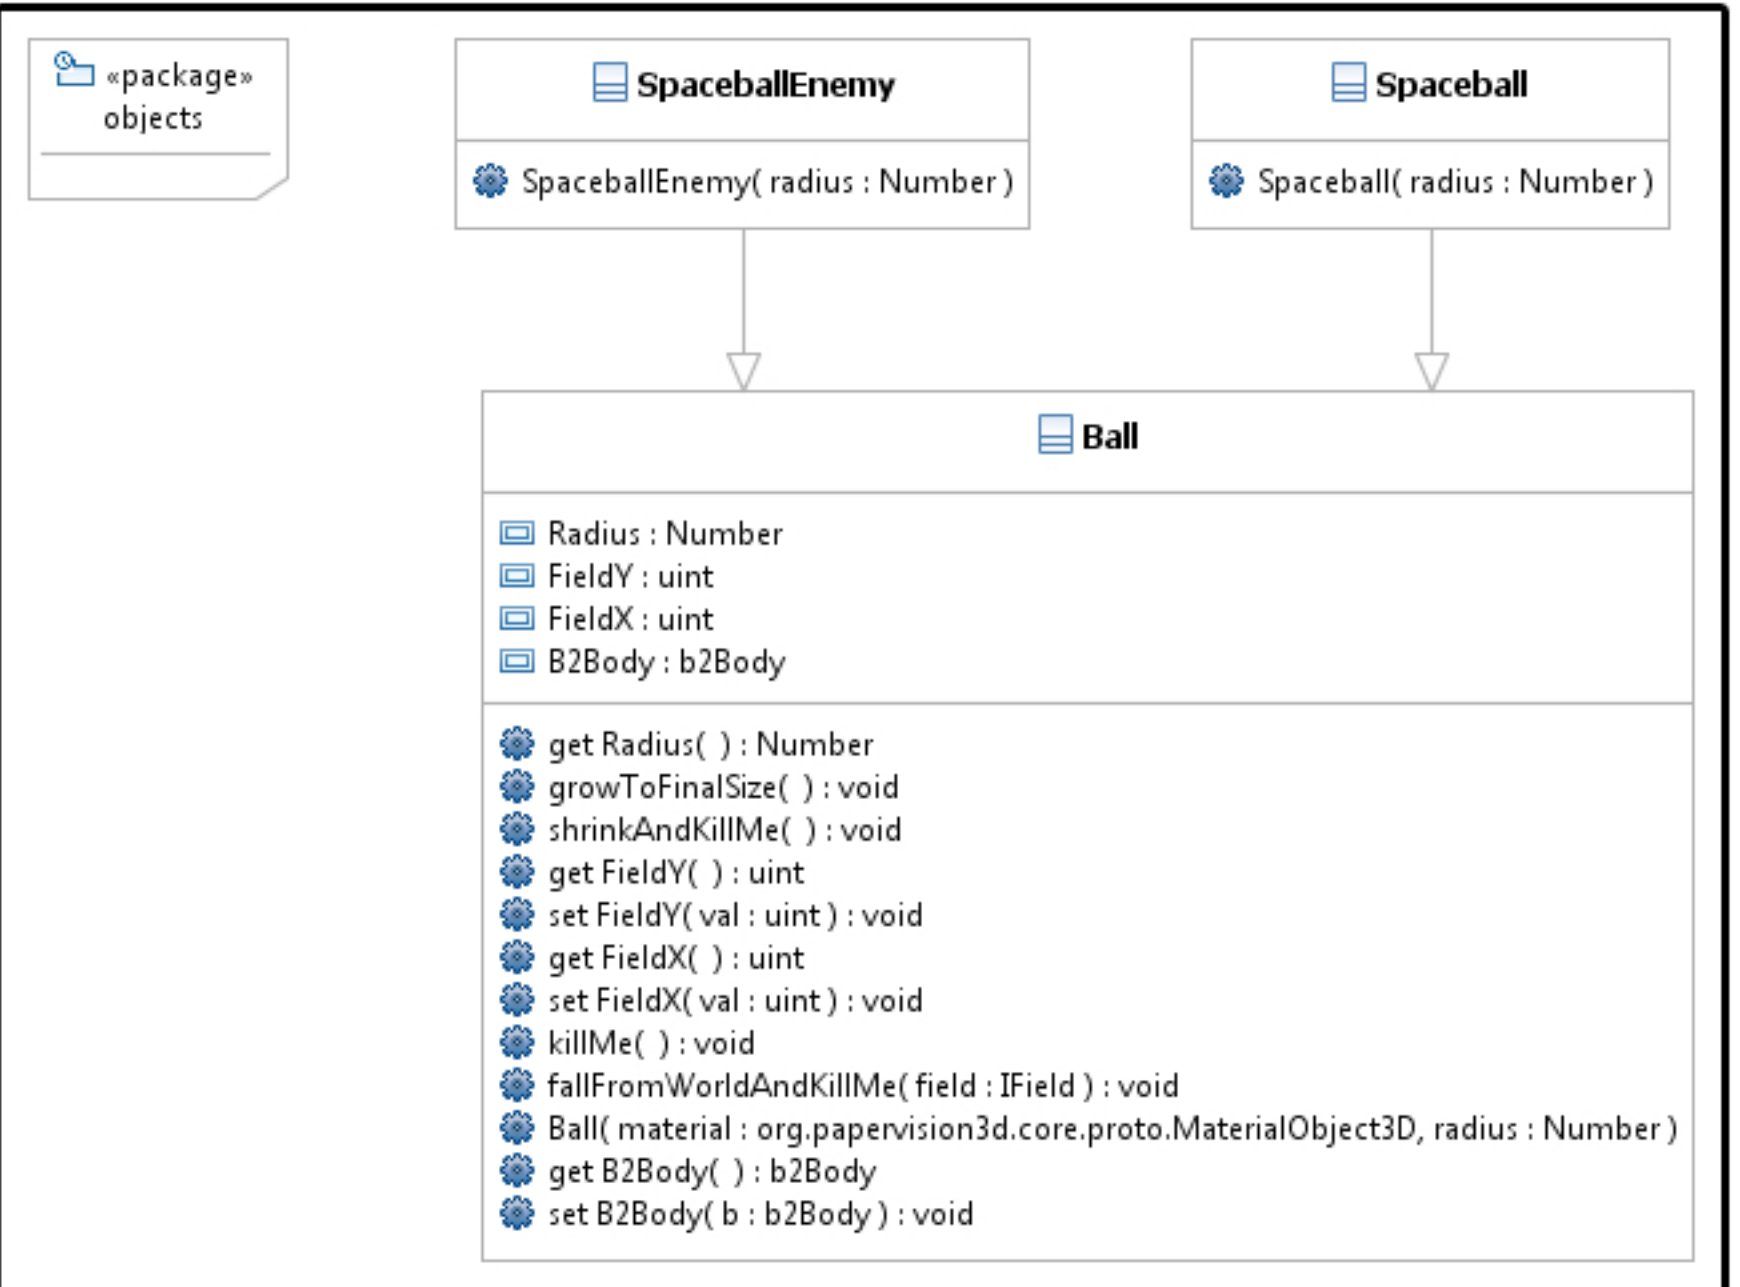 «package»
objects
SpaceballEnemy
SpaceballEnemy( radius : Number )
Spaceball
Spaceball( radius : Number )
Ball
Radius : Number
FieldY : uint
FieldX : uint
B2Body : b2Body
get Radius( ) : Number
growToFinalSize( ) : void
shrinkAndKillMe( ) : void
get FieldY( ) : uint
set FieldY( val : uint ) : void
get FieldX( ) : uint
set FieldX( val : uint ) : void
killMe( ) : void
fallFromWorldAndKillMe( field : IField ) : void
Ball( material : org.papervision3d.core.proto.MaterialObject3D, radius : Number )
get B2Body( ) : b2Body
set B2Body( b : b2Body ) : void